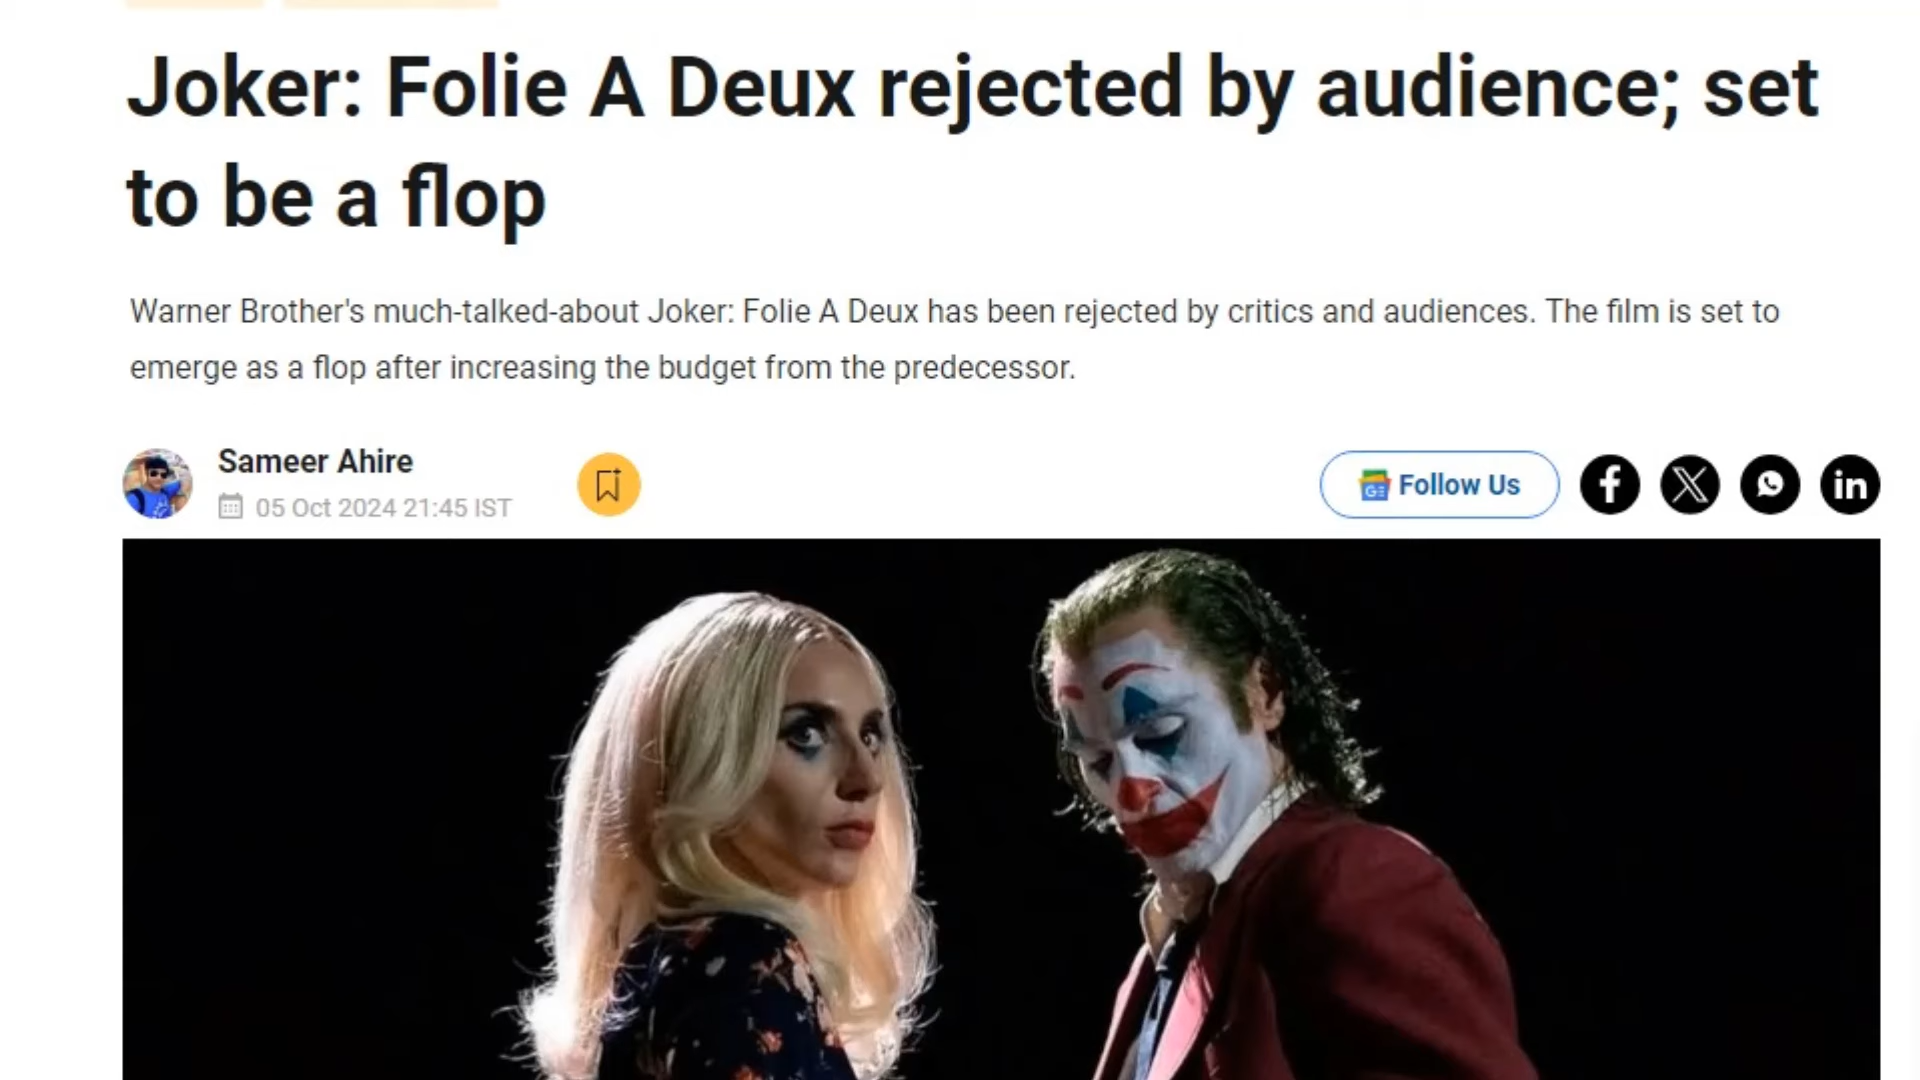 Joker: Folie A Deux rejected by audience; set
to be a flop
Warner Brother's much-talked-about Joker: Folie A Deux has been rejected by critics and audiences. The film is set to
emerge as a flop after increasing the budget from the predecessor.
Sameer Ahire
05 Oct 2024 21:45 IST
GE Follow Us